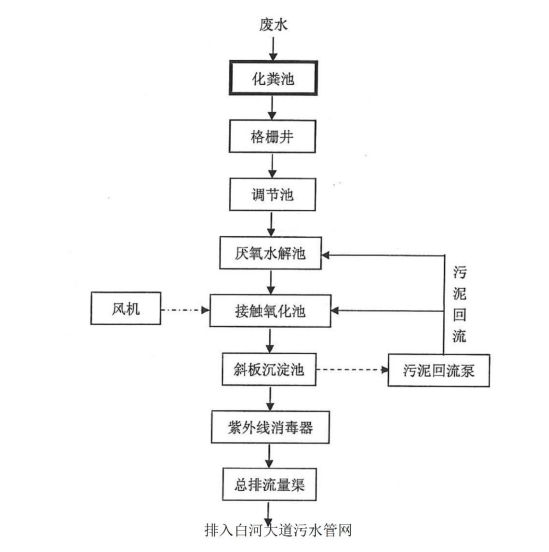 废水
化粪池
格栅井
调节池
厌氧水解池
污泥回流
风机
接触氧化池
斜板沉淀池
污泥回流泵
紫外线消毒器
总排流量渠
排入白河大道污水管网